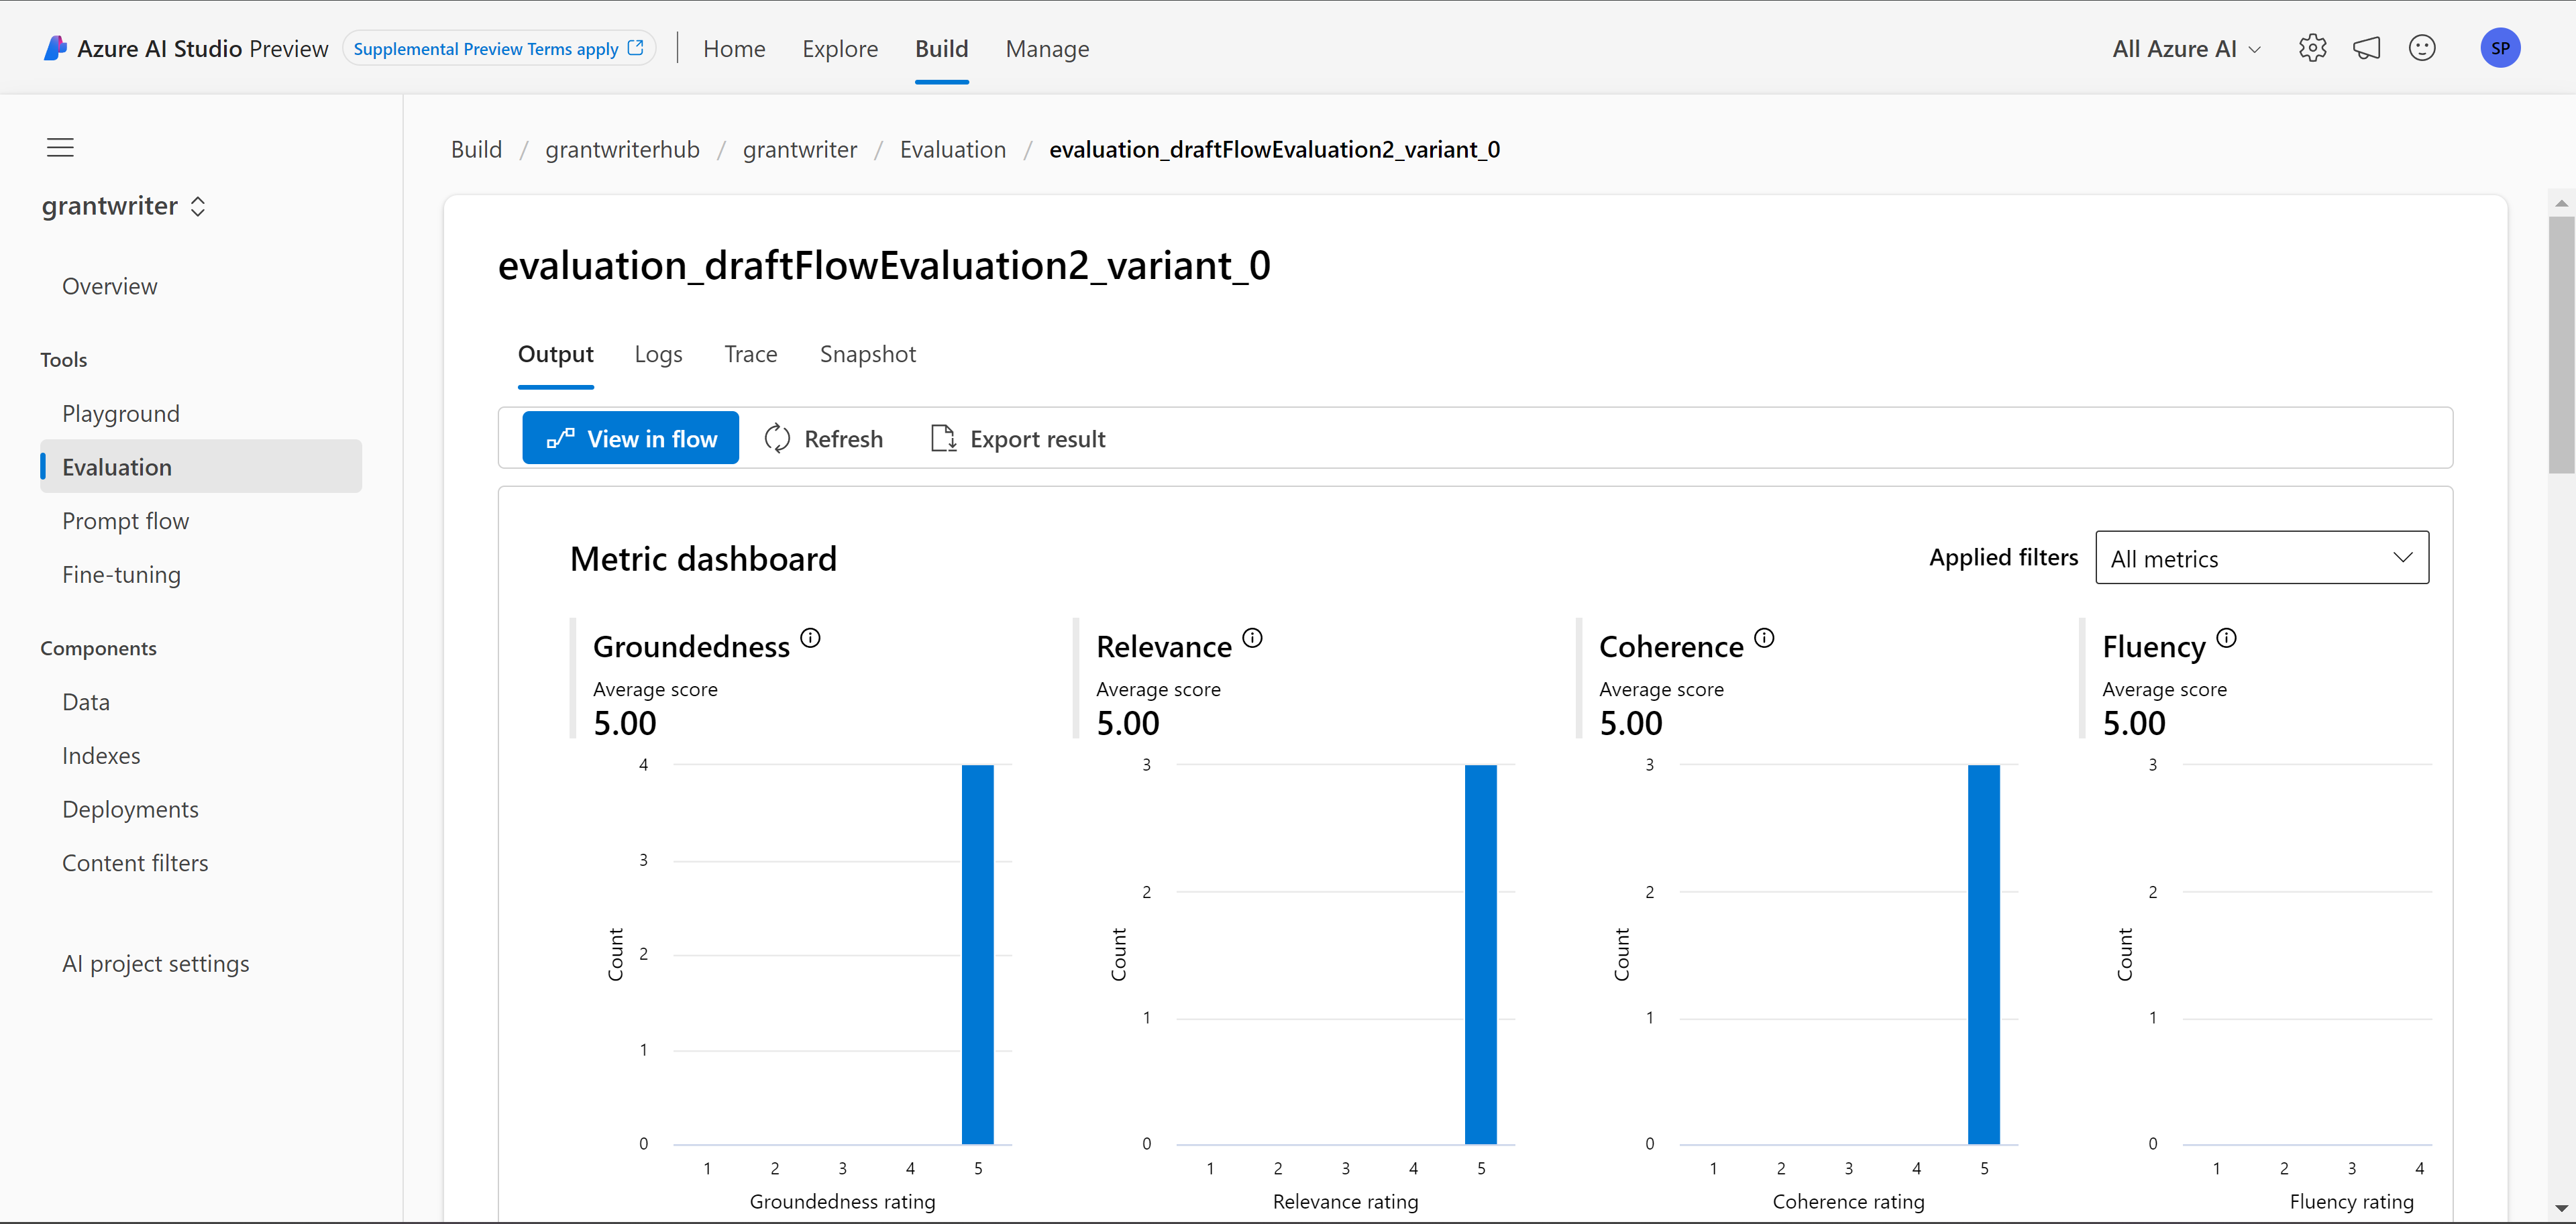 Azure AI Studio Preview Supplemental Preview Terms apply Home Explore Build Manage All Azure AI SP
Build / grantwriterhub / grantwriter / Evaluation / evaluation_draftFlowEvaluation2_variant_0
grantwriter
Overview
Tools
Playground
Evaluation
Prompt flow
Fine-tuning
Components
Data
Indexes
Deployments
Content filters
AI project settings
evaluation_draftFlowEvaluation2_variant_0
Output Logs Trace Snapshot
View in flow Refresh Export result
Metric dashboard
Applied filters All metrics
Groundedness
Average score
5.00
4
3
2
1
0
Count
1 2 3 4 5
Groundedness rating
Relevance
Average score
5.00
3
2
1
0
Count
1 2 3 4 5
Relevance rating
Coherence
Average score
5.00
3
2
1
0
Count
1 2 3 4 5
Coherence rating
Fluency
Average score
5.00
3
2
1
0
Count
1 2 3 4
Fluency rating